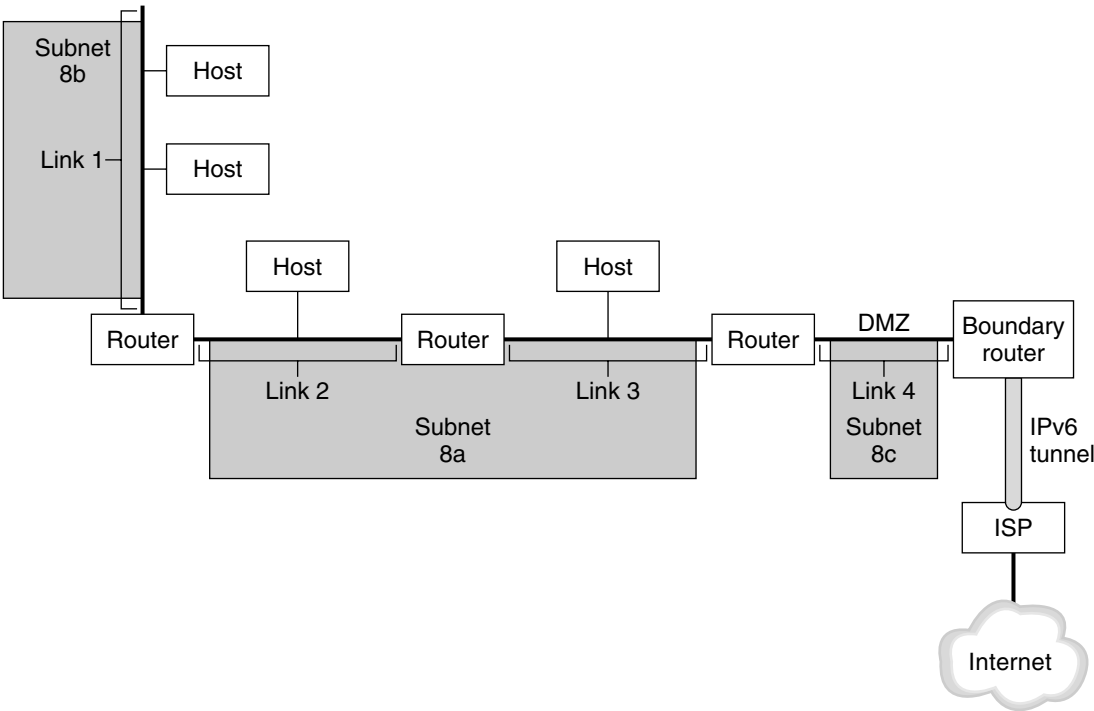 Subnet
8b
Host
Link 1
Host
Host
Host
Router
Router
Router
DMZ
Boundary
router
Link 2
Link 3
Link 4
Subnet
8a
Subnet
8c
IPv6
tunnel
ISP
Internet